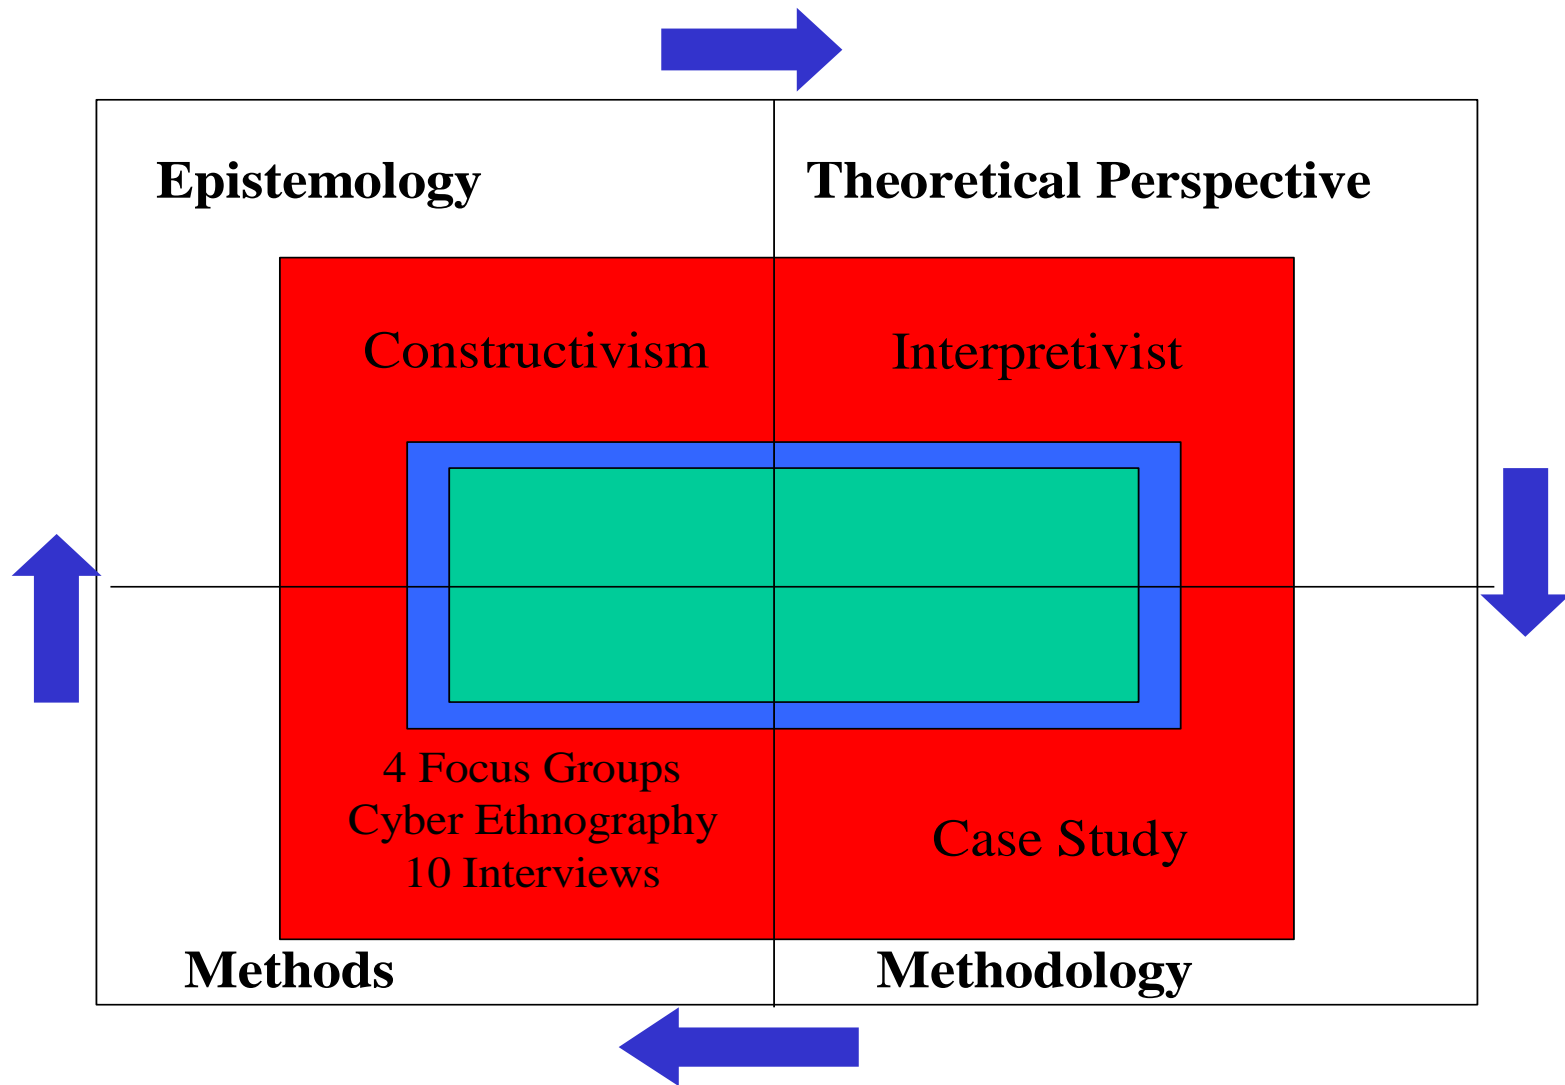 Epistemology
Theoretical Perspective
Constructivism
Interpretivist
4 Focus Groups
Cyber Ethnography
10 Interviews
Case Study
Methods
Methodology